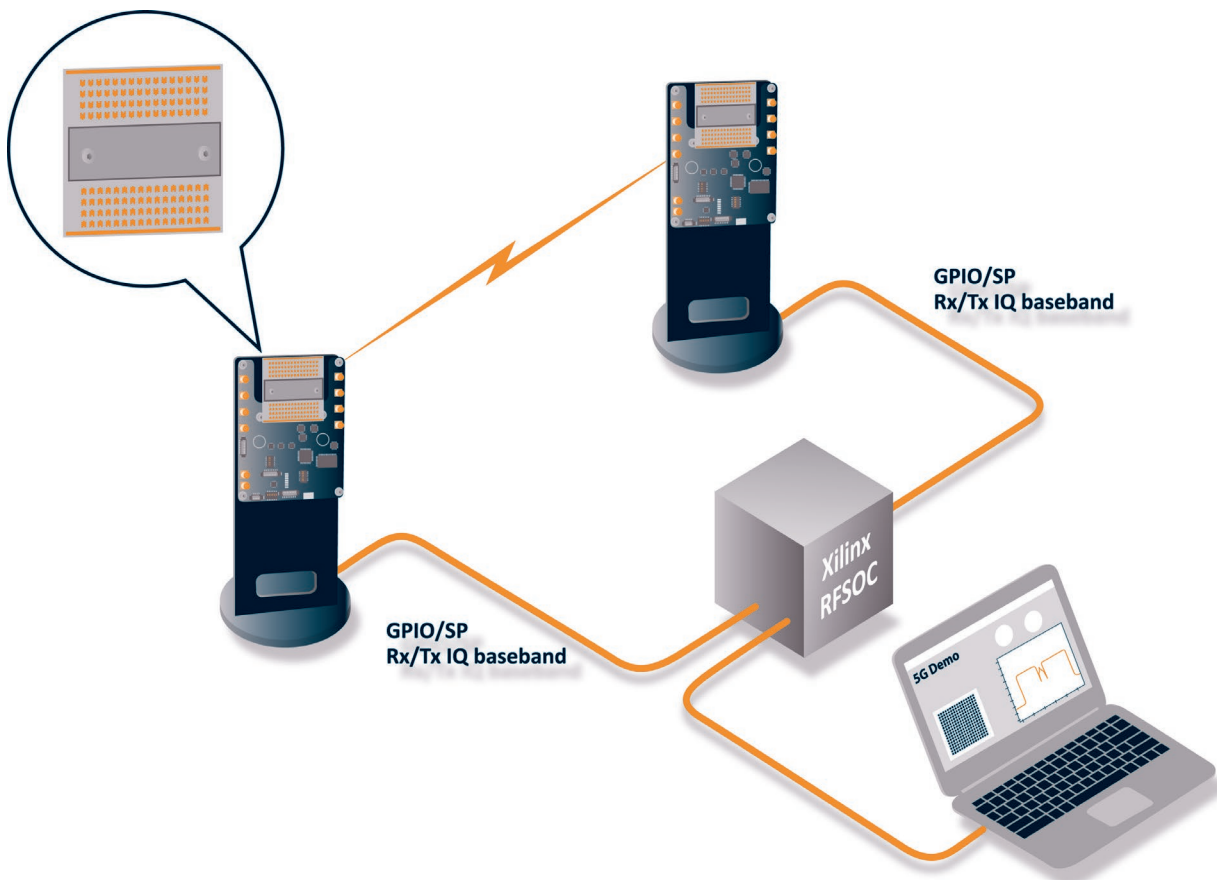 GPIO/SP
Rx/Tx IQ baseband
Xilinx
RFSOC
GPIO/SP
Rx/Tx IQ baseband
5G Demo